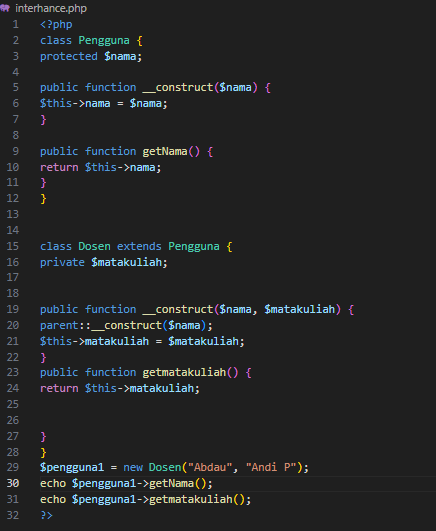 interhance.php
1 <?php
2 class Pengguna {
3 protected $nama;
4
5 public function __construct($nama) {
6 $this->nama = $nama;
7 }
8
9 public function getNama() {
10 return $this->nama;
11 }
12 }
13
14
15 class Dosen extends Pengguna {
16 private $matakuliah;
17
18
19 public function __construct($nama, $matakuliah) {
20 parent::__construct($nama);
21 $this->matakuliah = $matakuliah;
22 }
23 public function getmatakuliah() {
24 return $this->matakuliah;
25
26
27 }
28 }
29 $pengguna1 = new Dosen("Abdau", "Andi P");
30 echo $pengguna1->getNama();
31 echo $pengguna1->getmatakuliah();
32 ?>